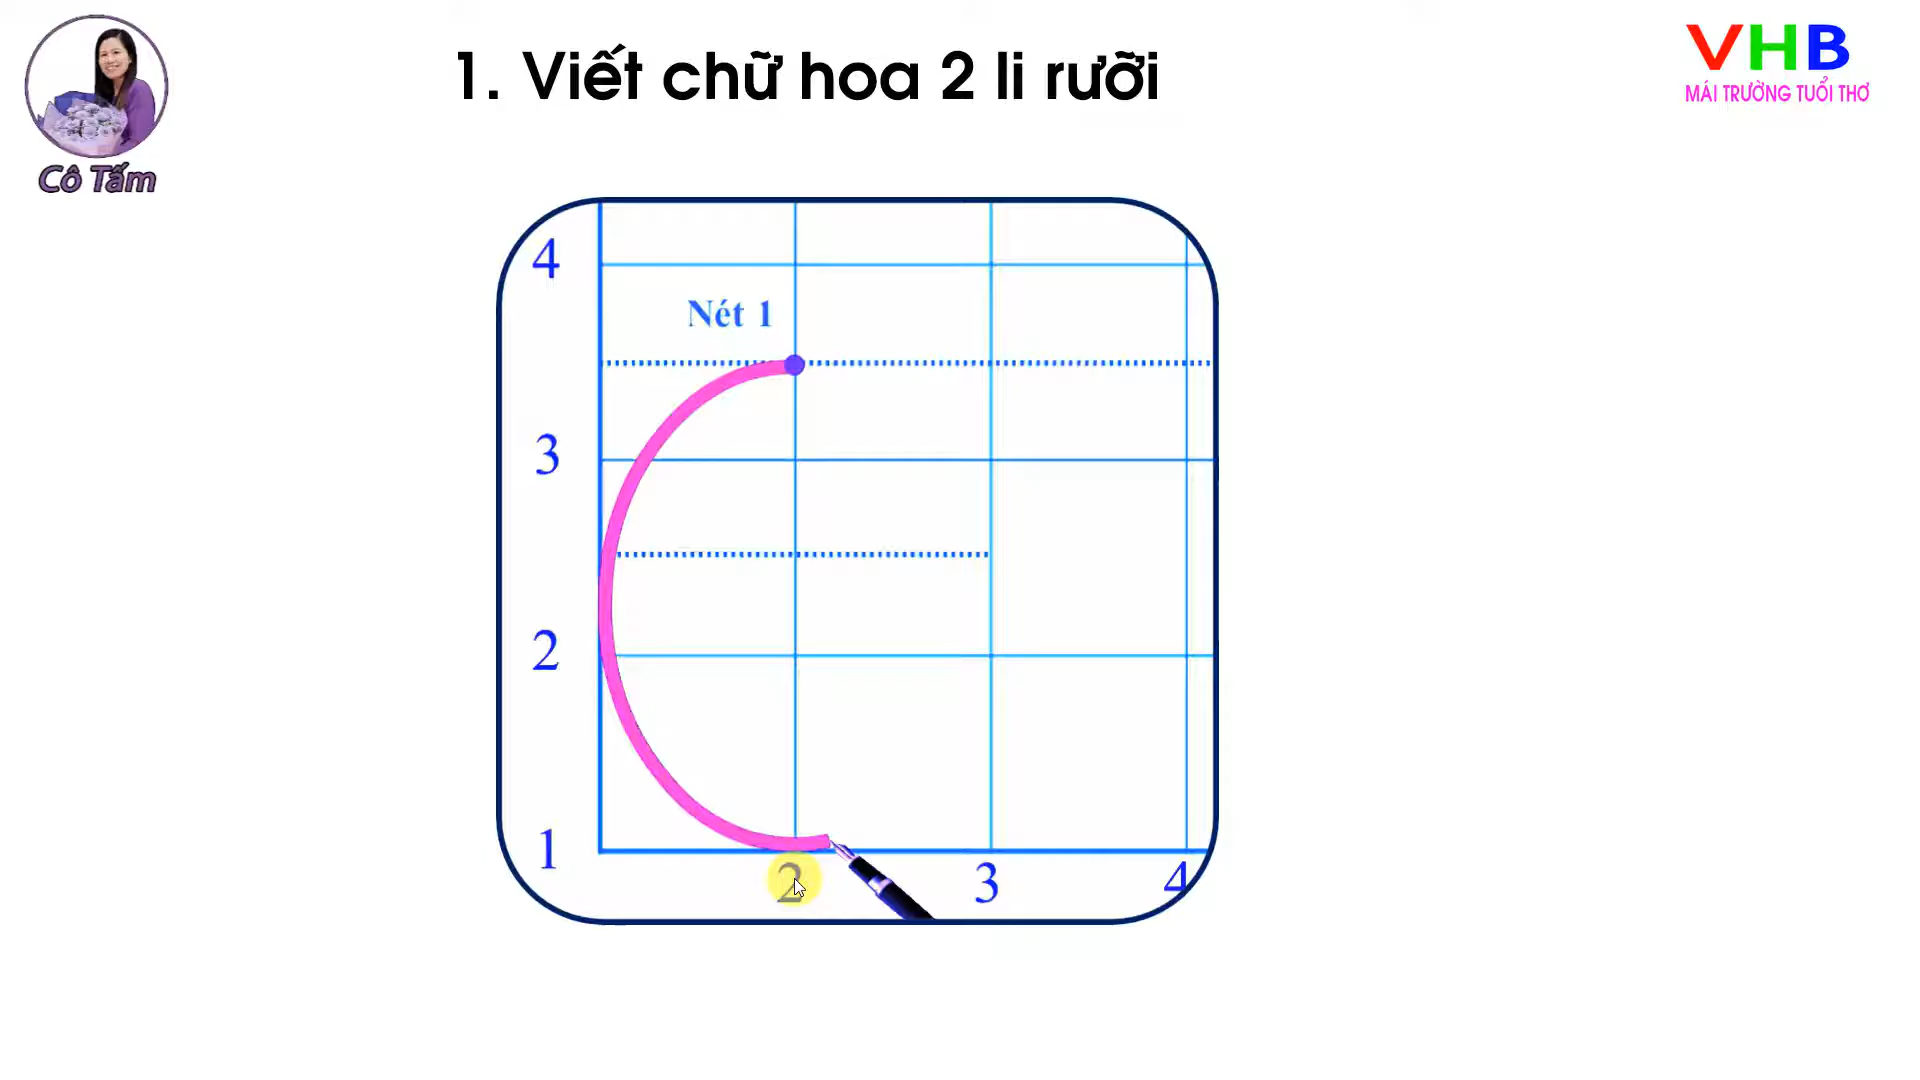 1. Viết chữ hoa 2 li rưỡi
VHB
MÁI TRƯỜNG TUỔI THƠ
Cô Tấm
4
Nét 1
3
2
1
2 3 4